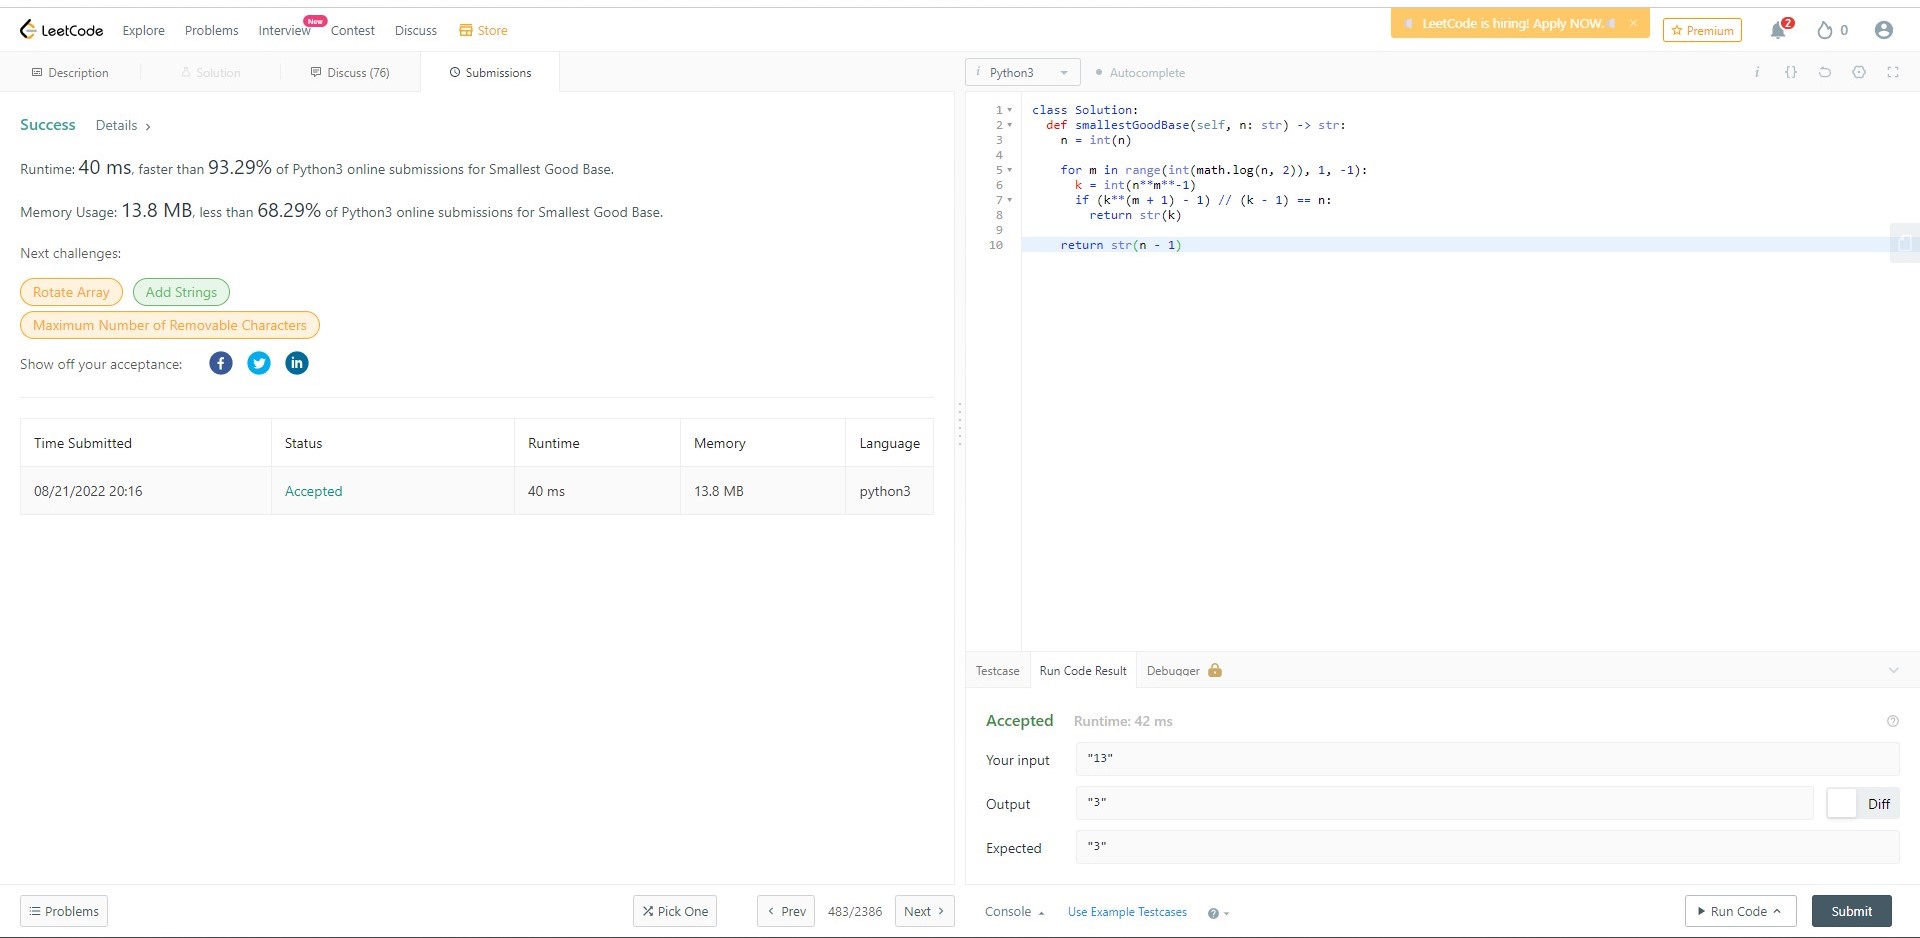 LeetCode Explore Problems Interview New Contest Discuss Store LeetCode is hiring! Apply NOW. × Premium 2 0
Description Solution Discuss (76) Submissions
Python3 Autocomplete
Success Details >
Runtime: 40 ms, faster than 93.29% of Python3 online submissions for Smallest Good Base.
Memory Usage: 13.8 MB, less than 68.29% of Python3 online submissions for Smallest Good Base.
Next challenges:
Rotate Array Add Strings
Maximum Number of Removable Characters
Show off your acceptance:
Time Submitted Status Runtime Memory Language
08/21/2022 20:16 Accepted 40 ms 13.8 MB python3
Problems Pick One < Prev 483/2386 Next >
1 class Solution:
2 def smallestGoodBase(self, n: str) -> str:
3 n = int(n)
4
5 for m in range(int(math.log(n, 2)), 1, -1):
6 k = int(n**m**-1)
7 if (k**(m + 1) - 1) // (k - 1) == n:
8 return str(k)
9
10 return str(n - 1)
Testcase Run Code Result Debugger
Accepted Runtime: 42 ms
Your input "13"
Output "3" Diff
Expected "3"
Console Use Example Testcases Run Code Submit